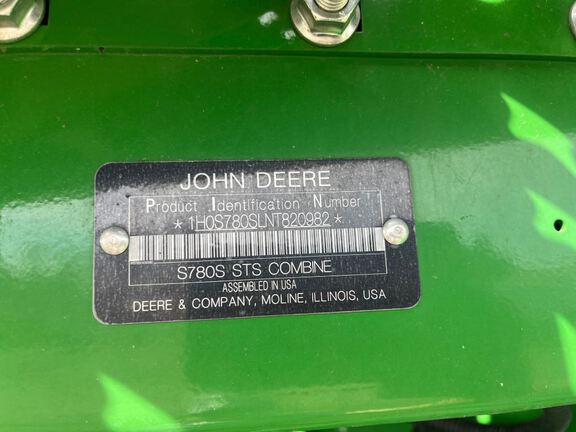 JOHN DEERE
Product Identification Number
* 1H0S780SLNT820982 *
S780S STS COMBINE
ASSEMBLED IN USA
DEERE & COMPANY, MOLINE, ILLINOIS, USA